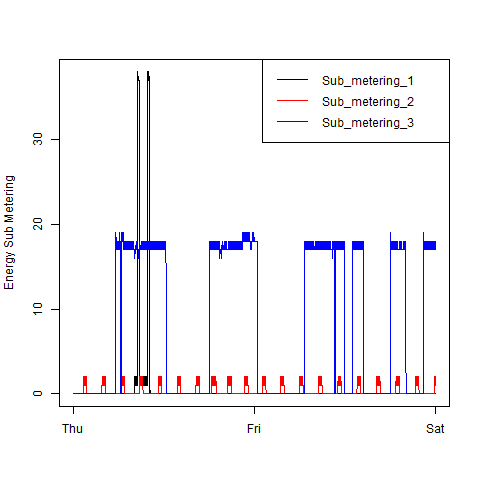 Sub_metering_1
Sub_metering_2
Sub_metering_3
Energy Sub Metering
30
20
10
0
Thu
Fri
Sat